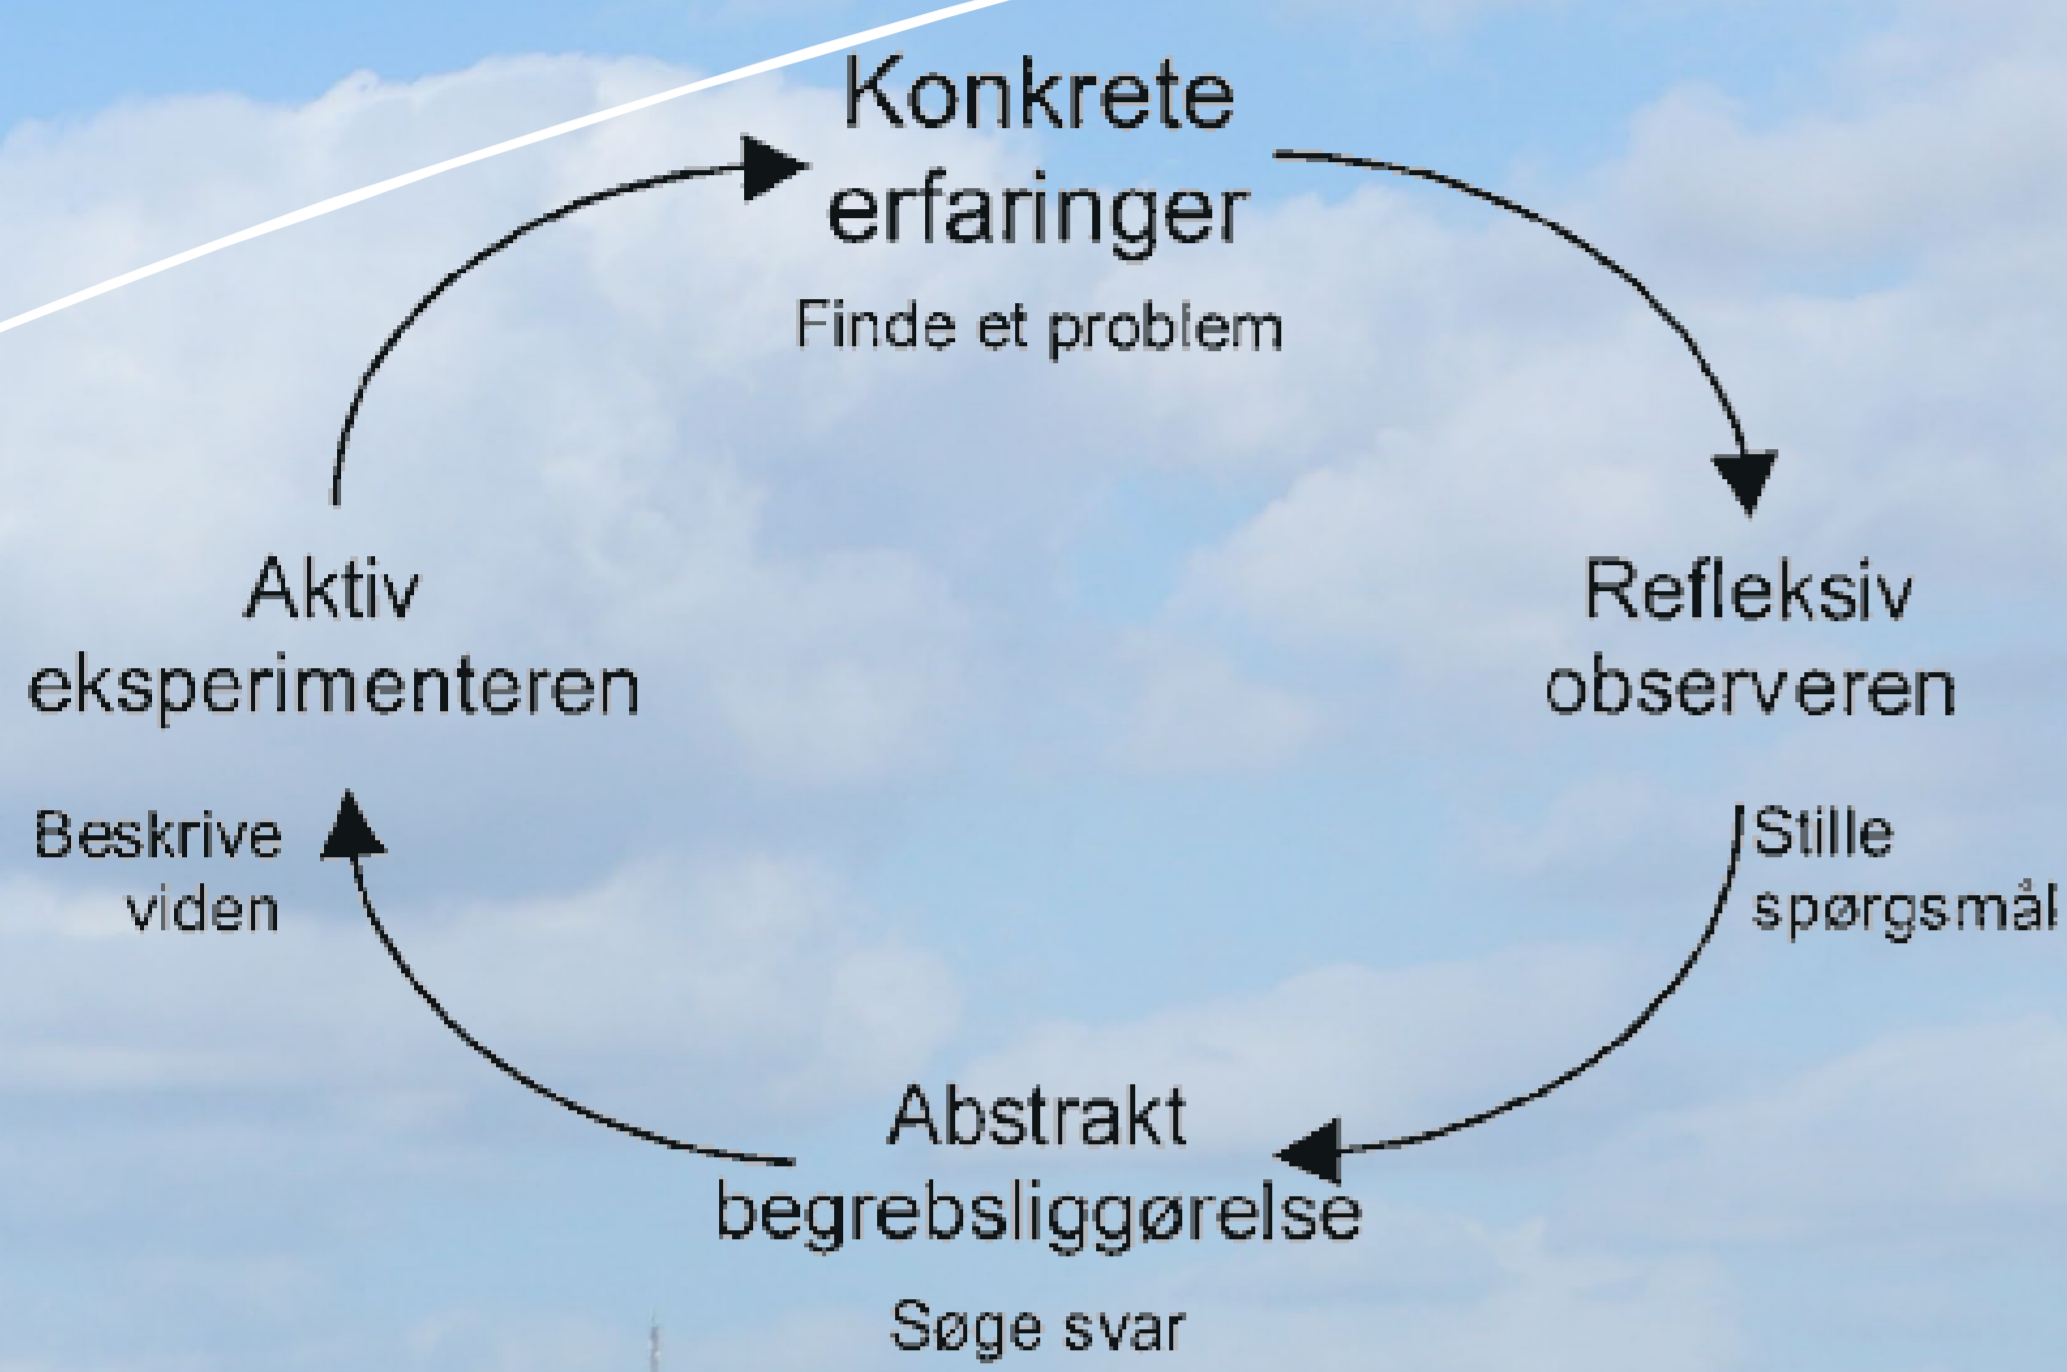 Konkrete
erfaringer
Finde et problem
Refleksiv
observeren
Stille
spørgsmål
Abstrakt
begrebsliggørelse
Søge svar
Aktiv
eksperimenteren
Beskrive
viden